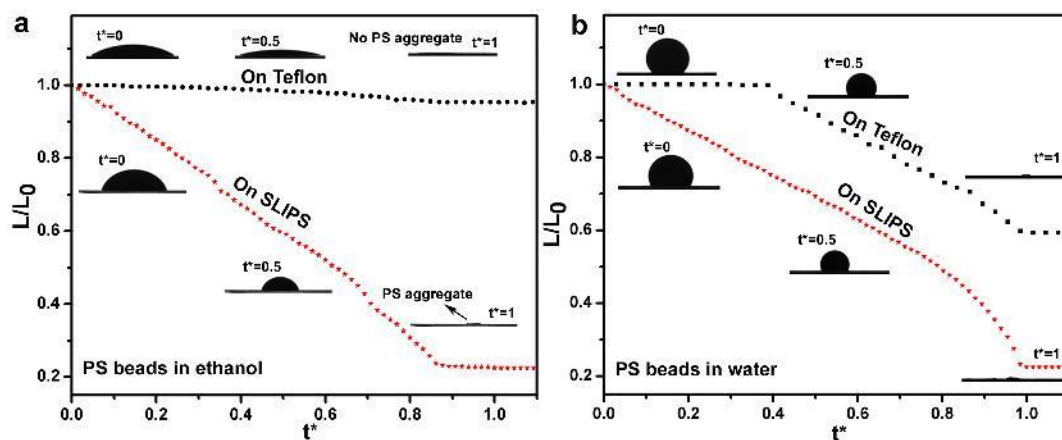 a
t*=0
t*=0.5
No PS aggregate
t*=1
On Teflon
t*=0
On SLIPS
t*=0.5
PS aggregate
t*=1
PS beads in ethanol
L/L0
1.0
0.8
0.6
0.4
0.2
0.0 0.2 0.4 0.6 0.8 1.0
t*
b
t*=0
t*=0.5
On Teflon
t*=0
t*=1
On SLIPS
t*=0.5
t*=1
PS beads in water
L/L0
1.0
0.8
0.6
0.4
0.2
0.0 0.2 0.4 0.6 0.8 1.0
t*